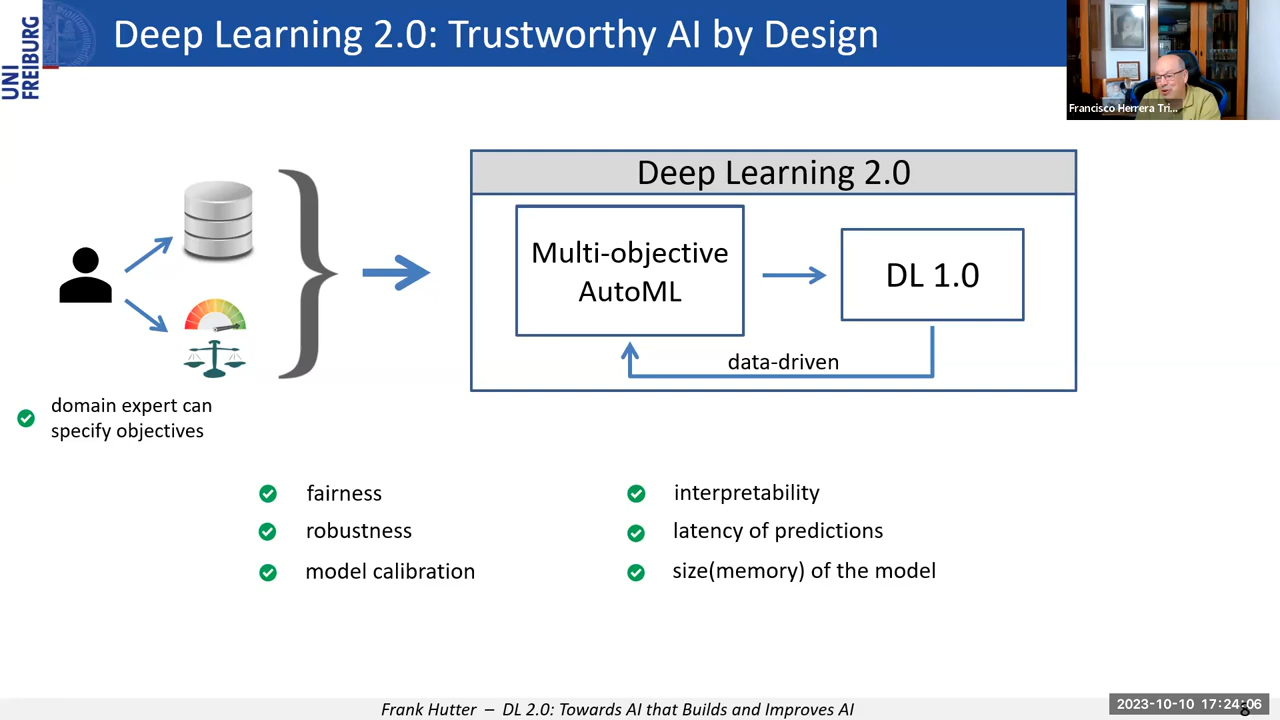 UNI
FREIBURG
Deep Learning 2.0: Trustworthy AI by Design
Francisco Herrera Tri...
Deep Learning 2.0
Multi-objective
AutoML
DL 1.0
data-driven
domain expert can
specify objectives
fairness
robustness
model calibration
interpretability
latency of predictions
size(memory) of the model
Frank Hutter – DL 2.0: Towards AI that Builds and Improves AI
2023-10-10 17:24:06
8